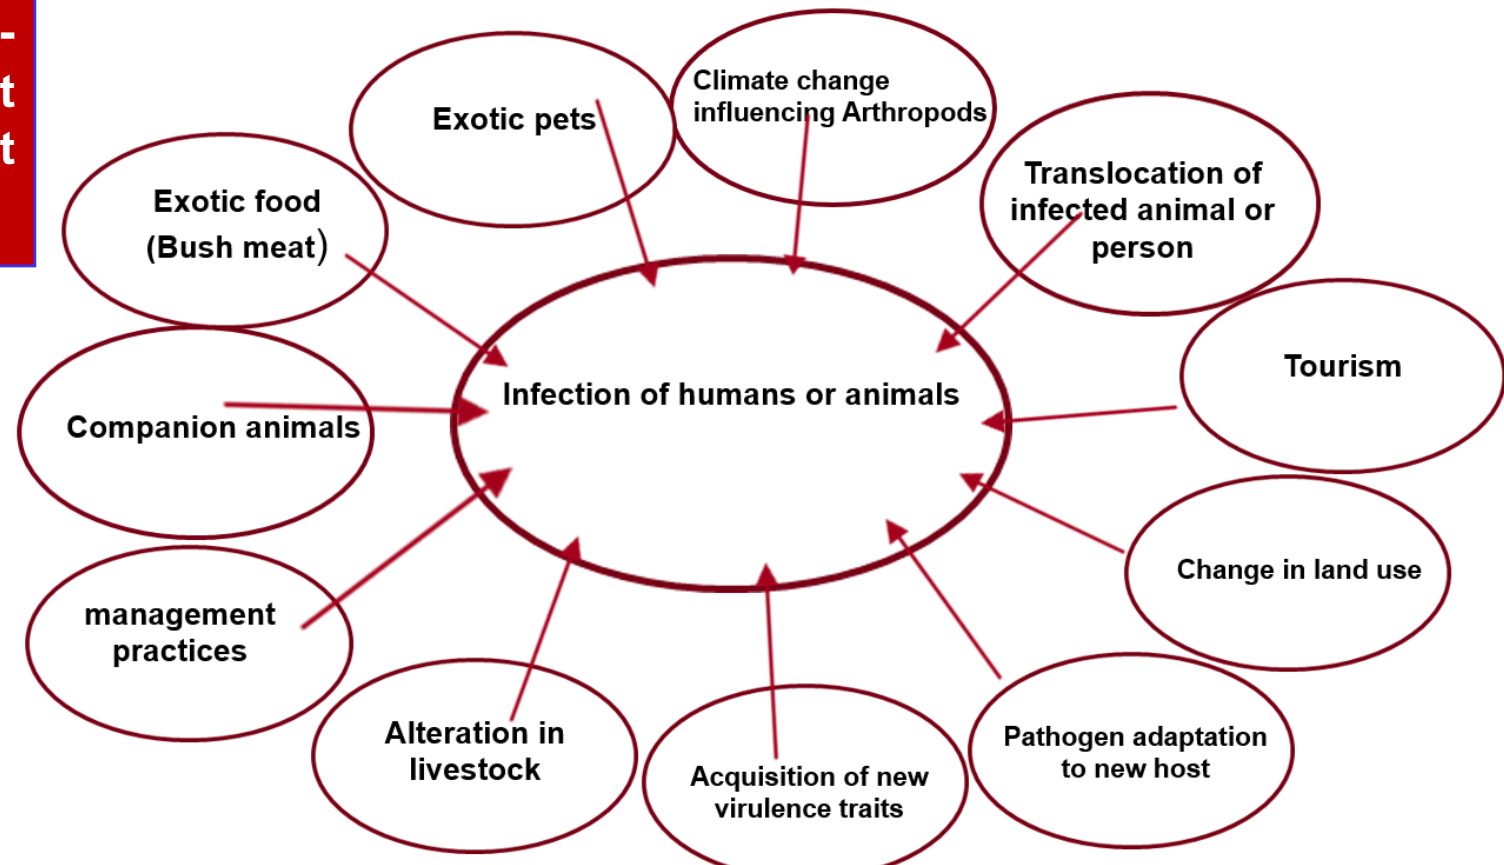 -
t
t
Exotic pets
Climate change
influencing Arthropods
Translocation of
infected animal or
person
Exotic food
(Bush meat)
Tourism
Infection of humans or animals
Companion animals
Change in land use
management
practices
Alteration in
livestock
Acquisition of new
virulence traits
Pathogen adaptation
to new host